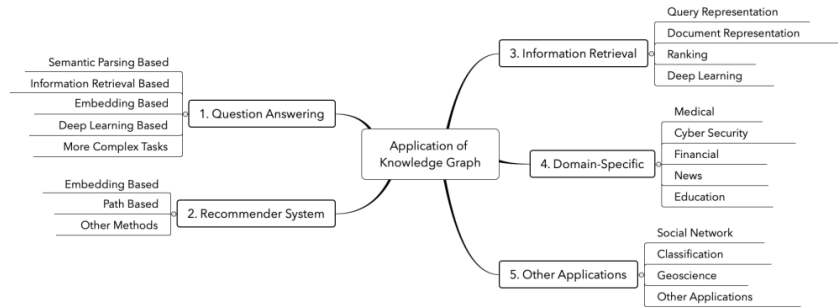 Application of
Knowledge Graph
1. Question Answering
Semantic Parsing Based
Information Retrieval Based
Embedding Based
Deep Learning Based
More Complex Tasks
2. Recommender System
Embedding Based
Path Based
Other Methods
3. Information Retrieval
Query Representation
Document Representation
Ranking
Deep Learning
4. Domain-Specific
Medical
Cyber Security
Financial
News
Education
5. Other Applications
Social Network
Classification
Geoscience
Other Applications